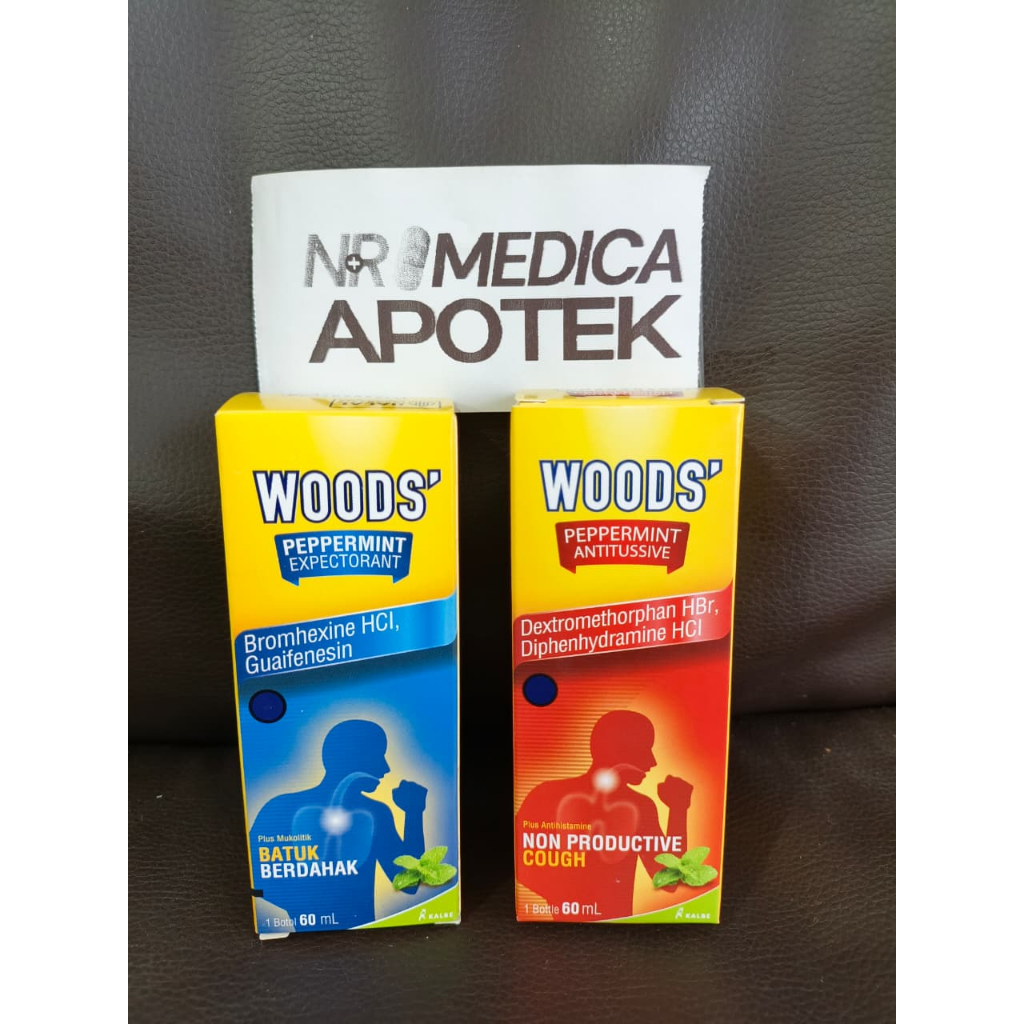 NR MEDICA
APOTEK
WOODS'
PEPPERMINT
EXPECTORANT
Bromhexine HCl,
Guaifenesin
Plus Mukolitik
BATUK
BERDAHAK
1 Botol 60 mL
KALBE
WOODS'
PEPPERMINT
ANTITUSSIVE
Dextromethorphan HBr,
Diphenhydramine HCl
Plus Antihistamine
NON PRODUCTIVE
COUGH
1 Bottle 60 mL
KALBE